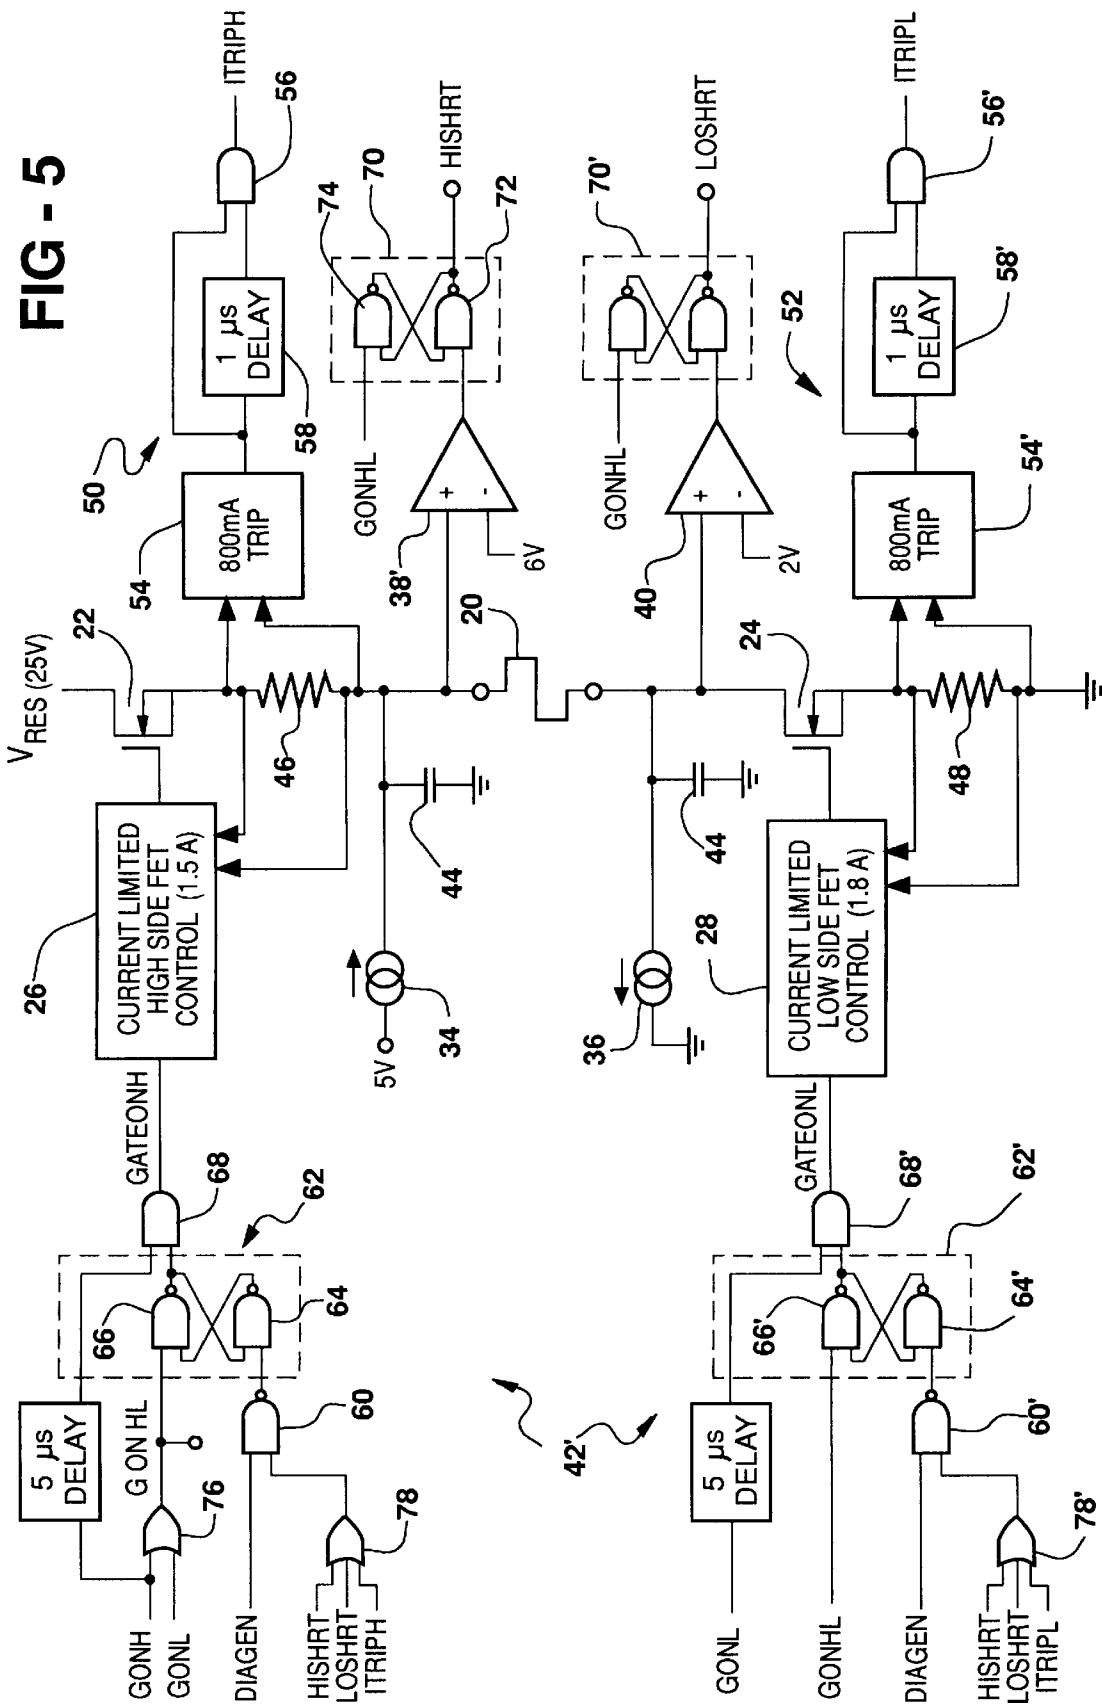 FIG - 5
V RES (25V)
22
54
800mA
TRIP
50
58
1 µs
DELAY
56
ITRIPH
26
CURRENT LIMITED
HIGH SIDE FET
CONTROL (1.5 A)
GATEONH
46
44
5V
34
GONHL
38'
+
-
6V
74
70
HISHRT
72
20
5 µs
DELAY
GONH
GONL
76
G ON HL
66
68
62
64
DIAGEN
60
HISHRT
LOSHRT
ITRIPH
78
42'
36
44
28
CURRENT LIMITED
LOW SIDE FET
CONTROL (1.8 A)
GATEONL
24
48
GONHL
40
+
-
2V
70'
LOSHRT
52
54'
800mA
TRIP
1 µs
DELAY
58'
56'
ITRIPL
5 µs
DELAY
GONL
GONHL
66'
68'
62'
64'
DIAGEN
60'
HISHRT
LOSHRT
ITRIPL
78'